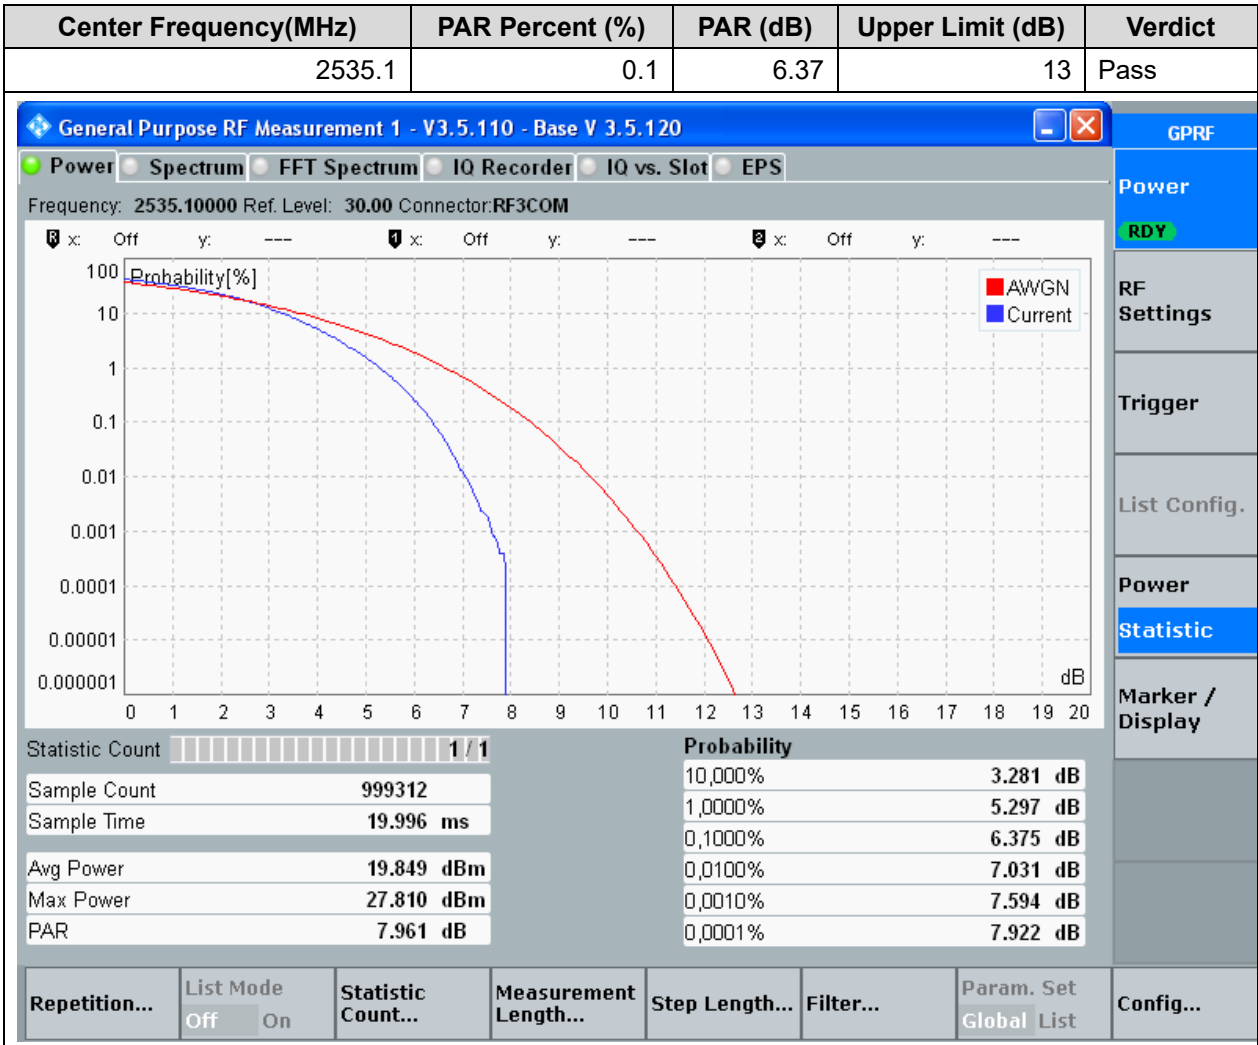 Center Frequency(MHz) PAR Percent (%) PAR (dB) Upper Limit (dB) Verdict
2535.1 0.1 6.37 13 Pass
General Purpose RF Measurement 1 - V3.5.110 - Base V 3.5.120
GPRF
Power Spectrum FFT Spectrum IQ Recorder IQ vs. Slot EPS
Frequency: 2535.10000 Ref. Level: 30.00 Connector:RF3COM
R x: Off y: --- 1 x: Off y: --- 2 x: Off y: ---
Probability[%]
AWGN
Current
100
10
1
0.1
0.01
0.001
0.0001
0.00001
0.000001
dB
0 1 2 3 4 5 6 7 8 9 10 11 12 13 14 15 16 17 18 19 20
Statistic Count 1 / 1
Sample Count 999312
Sample Time 19.996 ms
Avg Power 19.849 dBm
Max Power 27.810 dBm
PAR 7.961 dB
Probability
10,000% 3.281 dB
1,0000% 5.297 dB
0,1000% 6.375 dB
0,0100% 7.031 dB
0,0010% 7.594 dB
0,0001% 7.922 dB
Power
RDY
RF
Settings
Trigger
List Config.
Power
Statistic
Marker /
Display
Repetition...
List Mode
Off On
Statistic
Count...
Measurement
Length...
Step Length...
Filter...
Param. Set
Global List
Config...